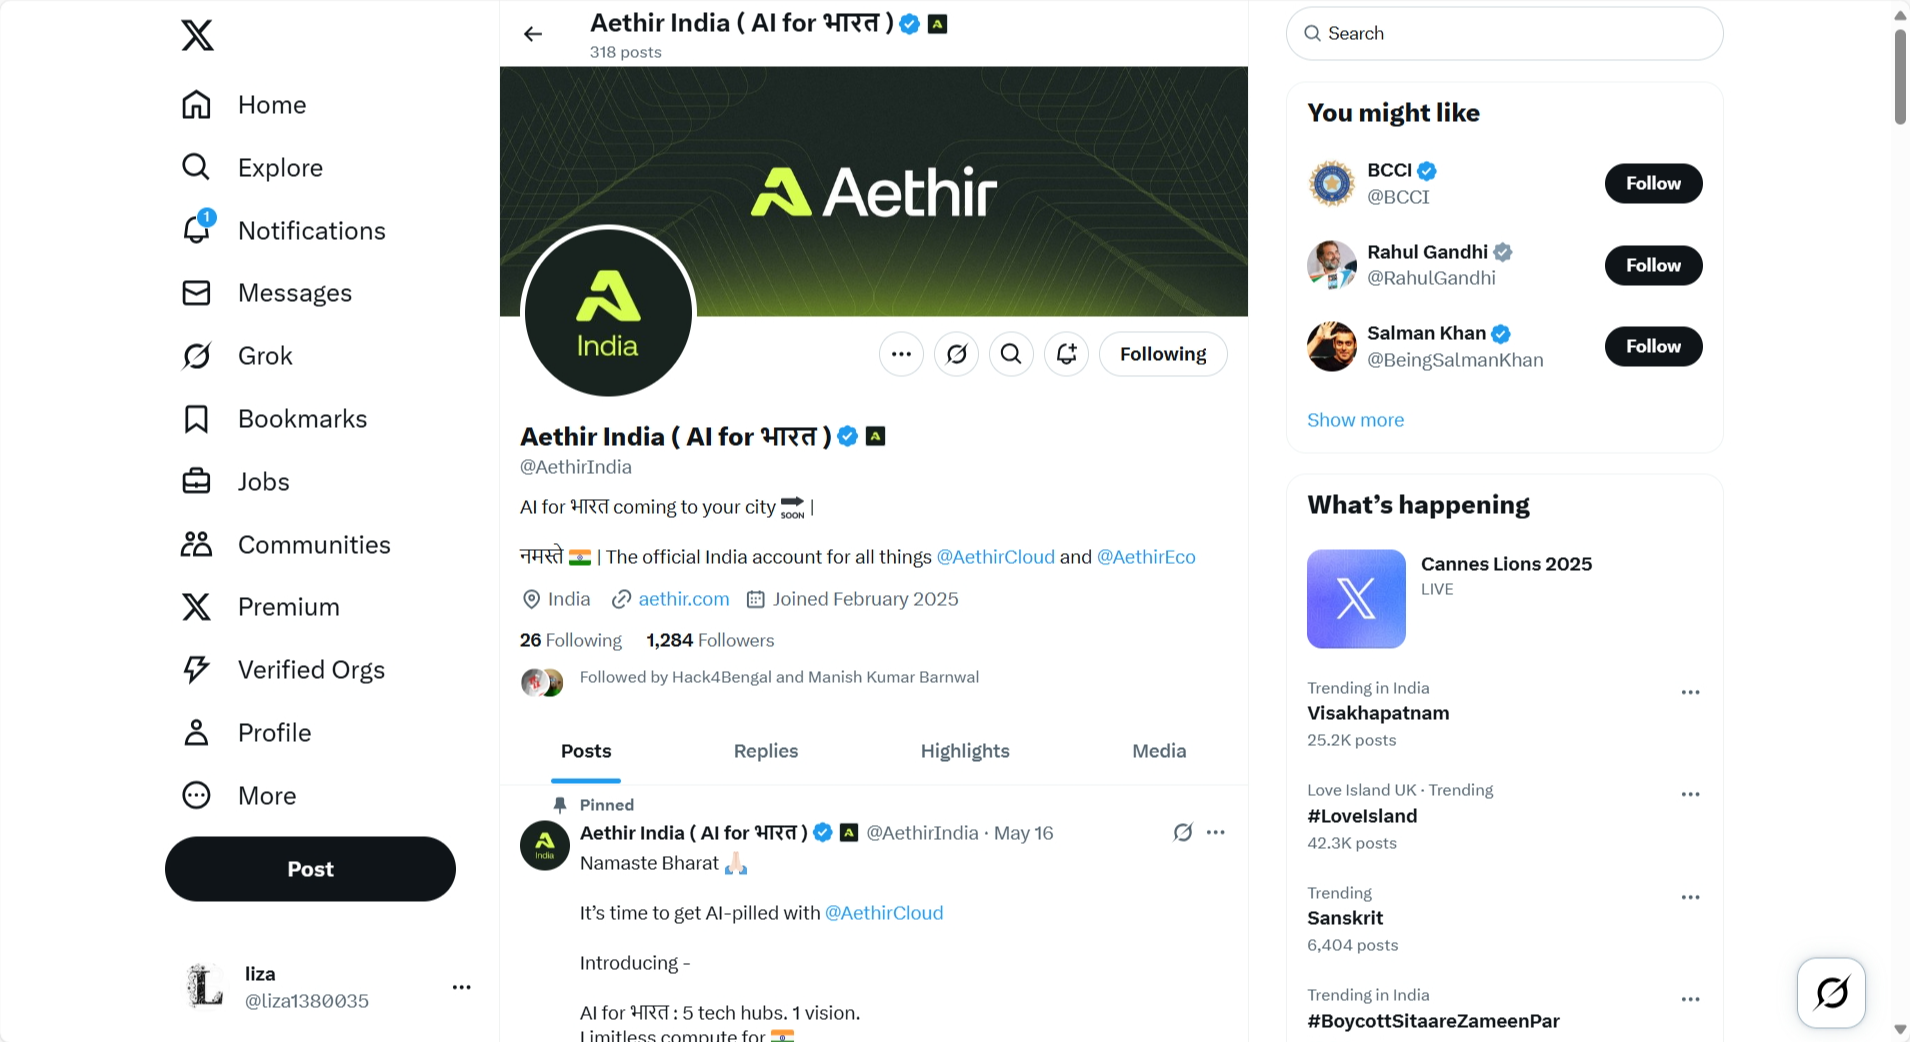 Home
Explore
1
Notifications
Messages
Grok
Bookmarks
Jobs
Communities
Premium
Verified Orgs
Profile
More
Post
liza
@liza1380035
Aethir India ( AI for भारत )
318 posts
Aethir
India
Following
Aethir India ( AI for भारत )
@AethirIndia
AI for भारत coming to your city 🔜 |
नमस्ते 🇮🇳 | The official India account for all things @AethirCloud and @AethirEco
India aethir.com Joined February 2025
26 Following 1,284 Followers
Followed by Hack4Bengal and Manish Kumar Barnwal
Posts Replies Highlights Media
Pinned
Aethir India ( AI for भारत ) @AethirIndia · May 16
India
Namaste Bharat 🙏🏻
It’s time to get AI-pilled with @AethirCloud
Introducing -
AI for भारत : 5 tech hubs. 1 vision.
Limitless compute for 🇮🇳
Search
You might like
BCCI
@BCCI
Follow
Rahul Gandhi
@RahulGandhi
Follow
Salman Khan
@BeingSalmanKhan
Follow
Show more
What’s happening
Cannes Lions 2025
LIVE
Trending in India
Visakhapatnam
25.2K posts
Love Island UK · Trending
#LoveIsland
42.3K posts
Trending
Sanskrit
6,404 posts
Trending in India
#BoycottSitaareZameenPar